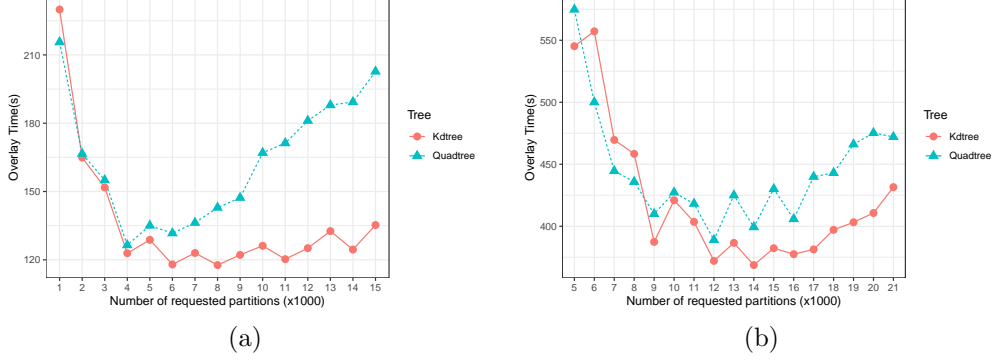 210
180
150
120
Overlay Time(s)
1 2 3 4 5 6 7 8 9 10 11 12 13 14 15
Number of requested partitions (x1000)
Tree
Kdtree
Quadtree
(a)
550
500
450
400
Overlay Time(s)
5 6 7 8 9 10 11 12 13 14 15 16 17 18 19 20 21
Number of requested partitions (x1000)
Tree
Kdtree
Quadtree
(b)